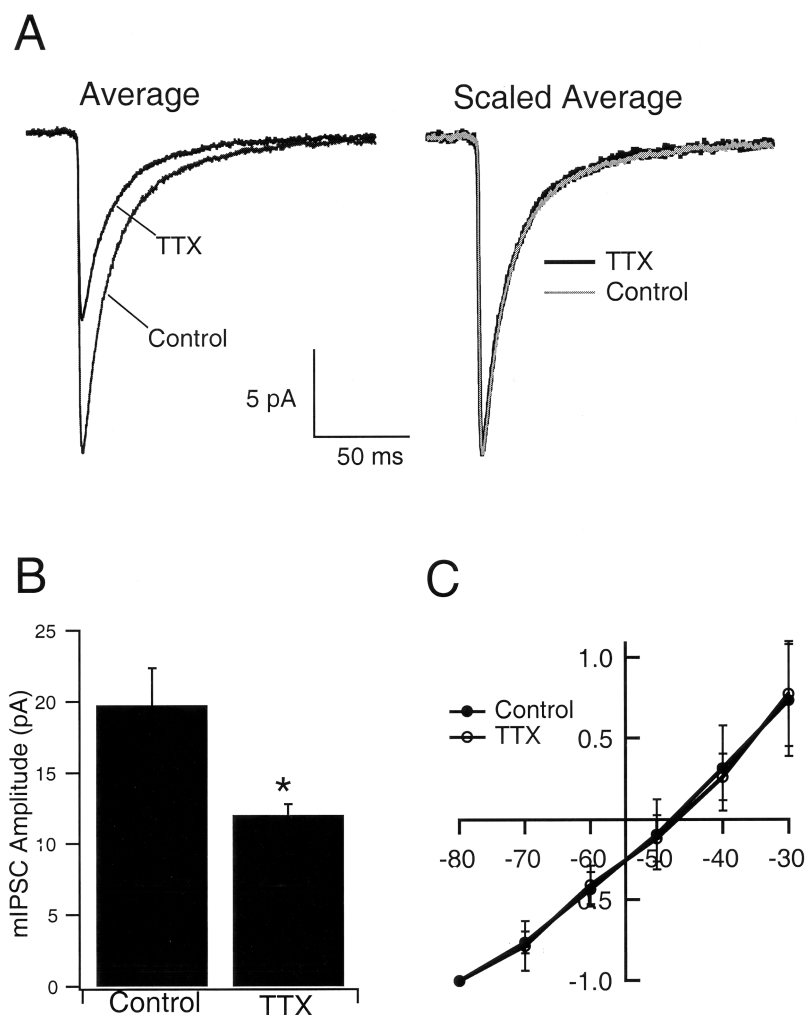 A
Average
Scaled Average
TTX
Control
TTX
Control
5 pA
50 ms
B
mIPSC Amplitude (pA)
25
20
15
10
5
0
*
Control
TTX
C
Control
TTX
1.0
0.5
-80 -70 -60 -50 -40 -30
-0.5
-1.0